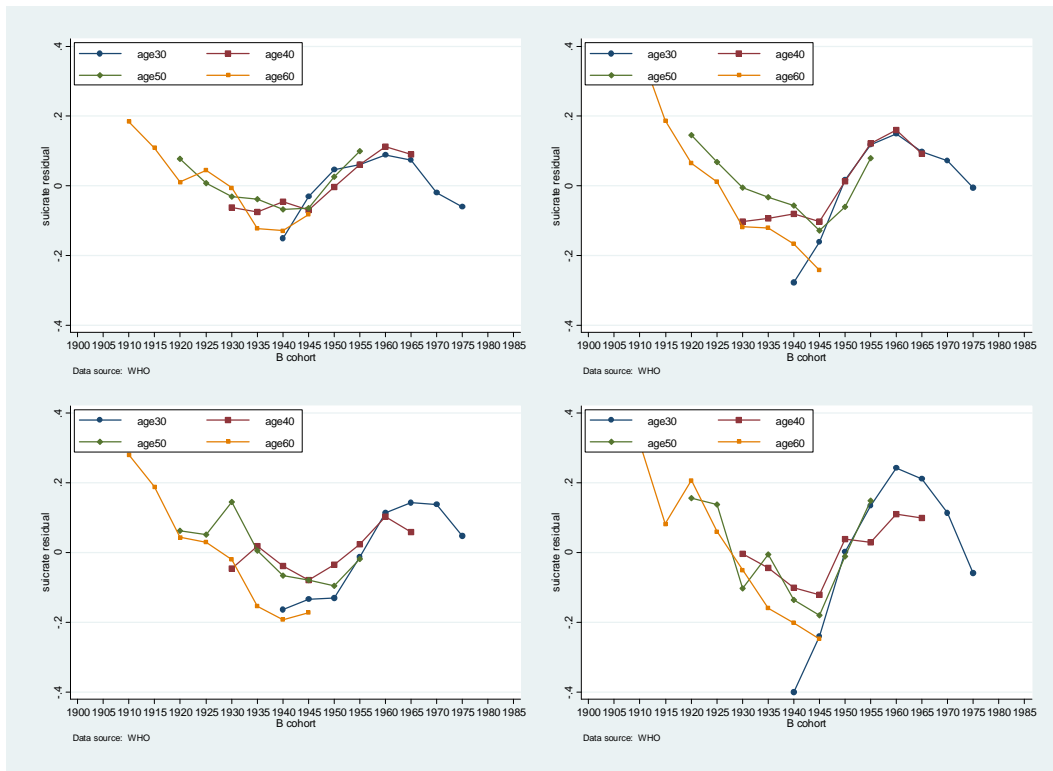 age30 age40
age50 age60
.4
.2
0
-.2
-.4
suicrate residual
1900 1905 1910 1915 1920 1925 1930 1935 1940 1945 1950 1955 1960 1965 1970 1975 1980 1985
B cohort
Data source: WHO
age30 age40
age50 age60
.4
.2
0
-.2
-.4
suicrate residual
1900 1905 1910 1915 1920 1925 1930 1935 1940 1945 1950 1955 1960 1965 1970 1975 1980 1985
B cohort
Data source: WHO
age30 age40
age50 age60
.4
.2
0
-.2
-.4
suicrate residual
1900 1905 1910 1915 1920 1925 1930 1935 1940 1945 1950 1955 1960 1965 1970 1975 1980 1985
B cohort
Data source: WHO
age30 age40
age50 age60
.4
.2
0
-.2
-.4
suicrate residual
1900 1905 1910 1915 1920 1925 1930 1935 1940 1945 1950 1955 1960 1965 1970 1975 1980 1985
B cohort
Data source: WHO